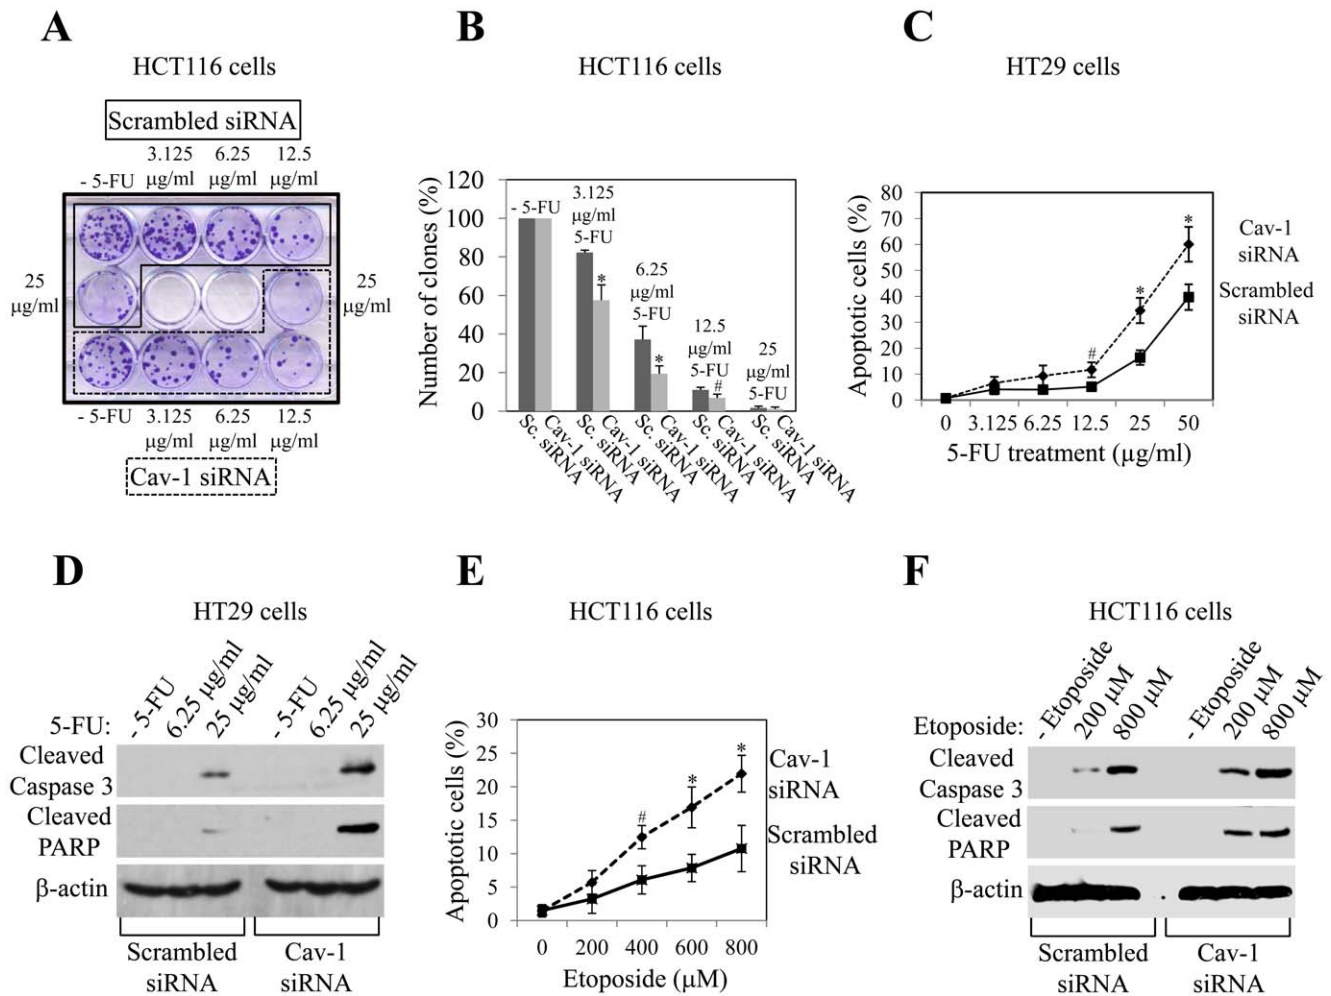 A
HCT116 cells
Scrambled siRNA
- 5-FU
3.125
µg/ml
6.25
µg/ml
12.5
µg/ml
25
µg/ml
25
µg/ml
- 5-FU
3.125
µg/ml
6.25
µg/ml
12.5
µg/ml
Cav-1 siRNA
B
HCT116 cells
Number of clones (%)
120
100
80
60
40
20
0
- 5-FU
3.125
µg/ml
5-FU
*
6.25
µg/ml
5-FU
*
12.5
µg/ml
5-FU
#
25
µg/ml
5-FU
Sc. siRNA
Cav-1 siRNA
Sc. siRNA
Cav-1 siRNA
Sc. siRNA
Cav-1 siRNA
Sc. siRNA
Cav-1 siRNA
Sc. siRNA
Cav-1 siRNA
C
HT29 cells
Apoptotic cells (%)
80
70
60
50
40
30
20
10
0
#
*
*
Cav-1
siRNA
Scrambled
siRNA
0 3.125 6.25 12.5 25 50
5-FU treatment (µg/ml)
D
HT29 cells
5-FU:
- 5-FU
6.25 µg/ml
25 µg/ml
- 5-FU
6.25 µg/ml
25 µg/ml
Cleaved
Caspase 3
Cleaved
PARP
β-actin
Scrambled
siRNA
Cav-1
siRNA
E
HCT116 cells
Apoptotic cells (%)
30
25
20
15
10
5
0
#
*
*
Cav-1
siRNA
Scrambled
siRNA
0 200 400 600 800
Etoposide (µM)
F
HCT116 cells
Etoposide:
- Etoposide
200 µM
800 µM
- Etoposide
200 µM
800 µM
Cleaved
Caspase 3
Cleaved
PARP
β-actin
Scrambled
siRNA
Cav-1
siRNA